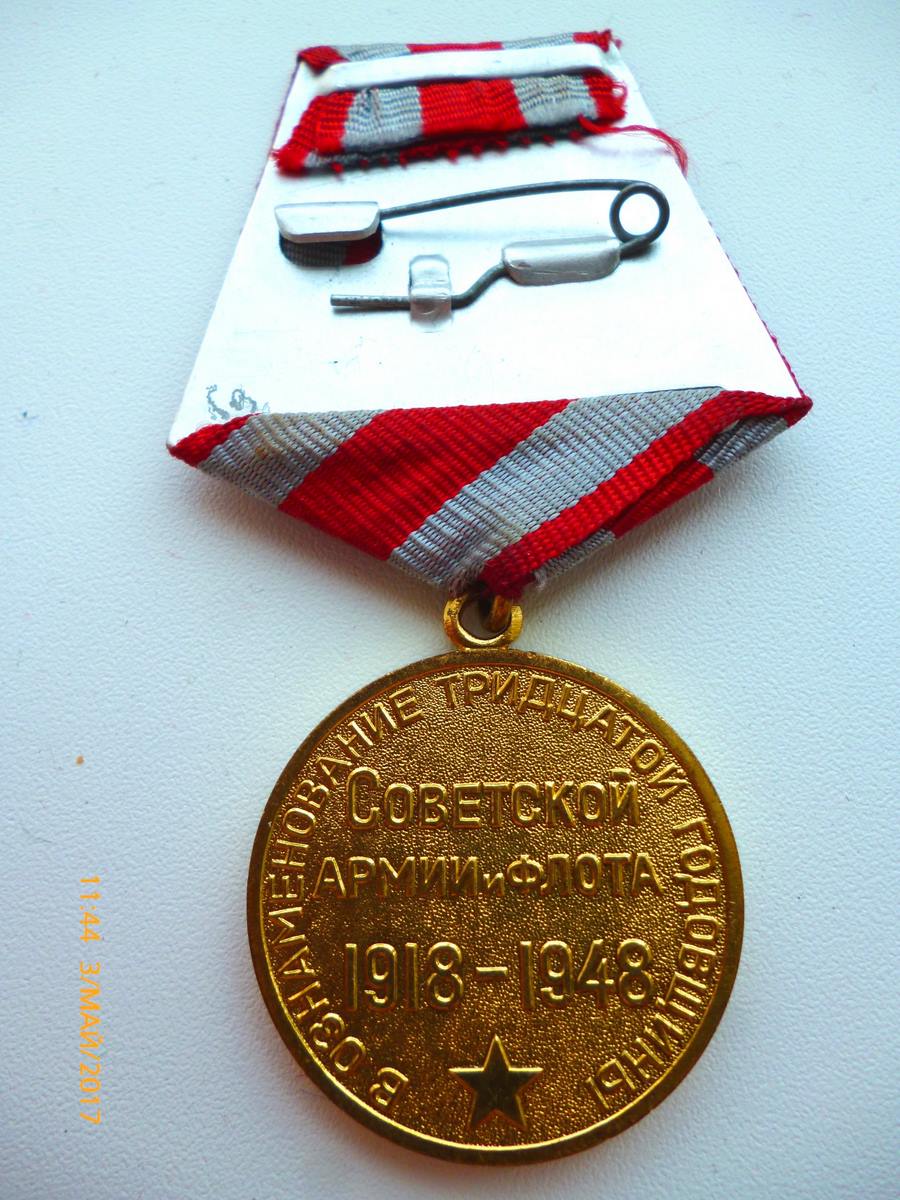 В ОЗНАМЕНОВАНИЕ ТРИДЦАТОЙ ГОДОВЩИНЫ
СОВЕТСКОЙ
АРМИИ и ФЛОТА
1918-1948
11:44 3/МАЙ/2017